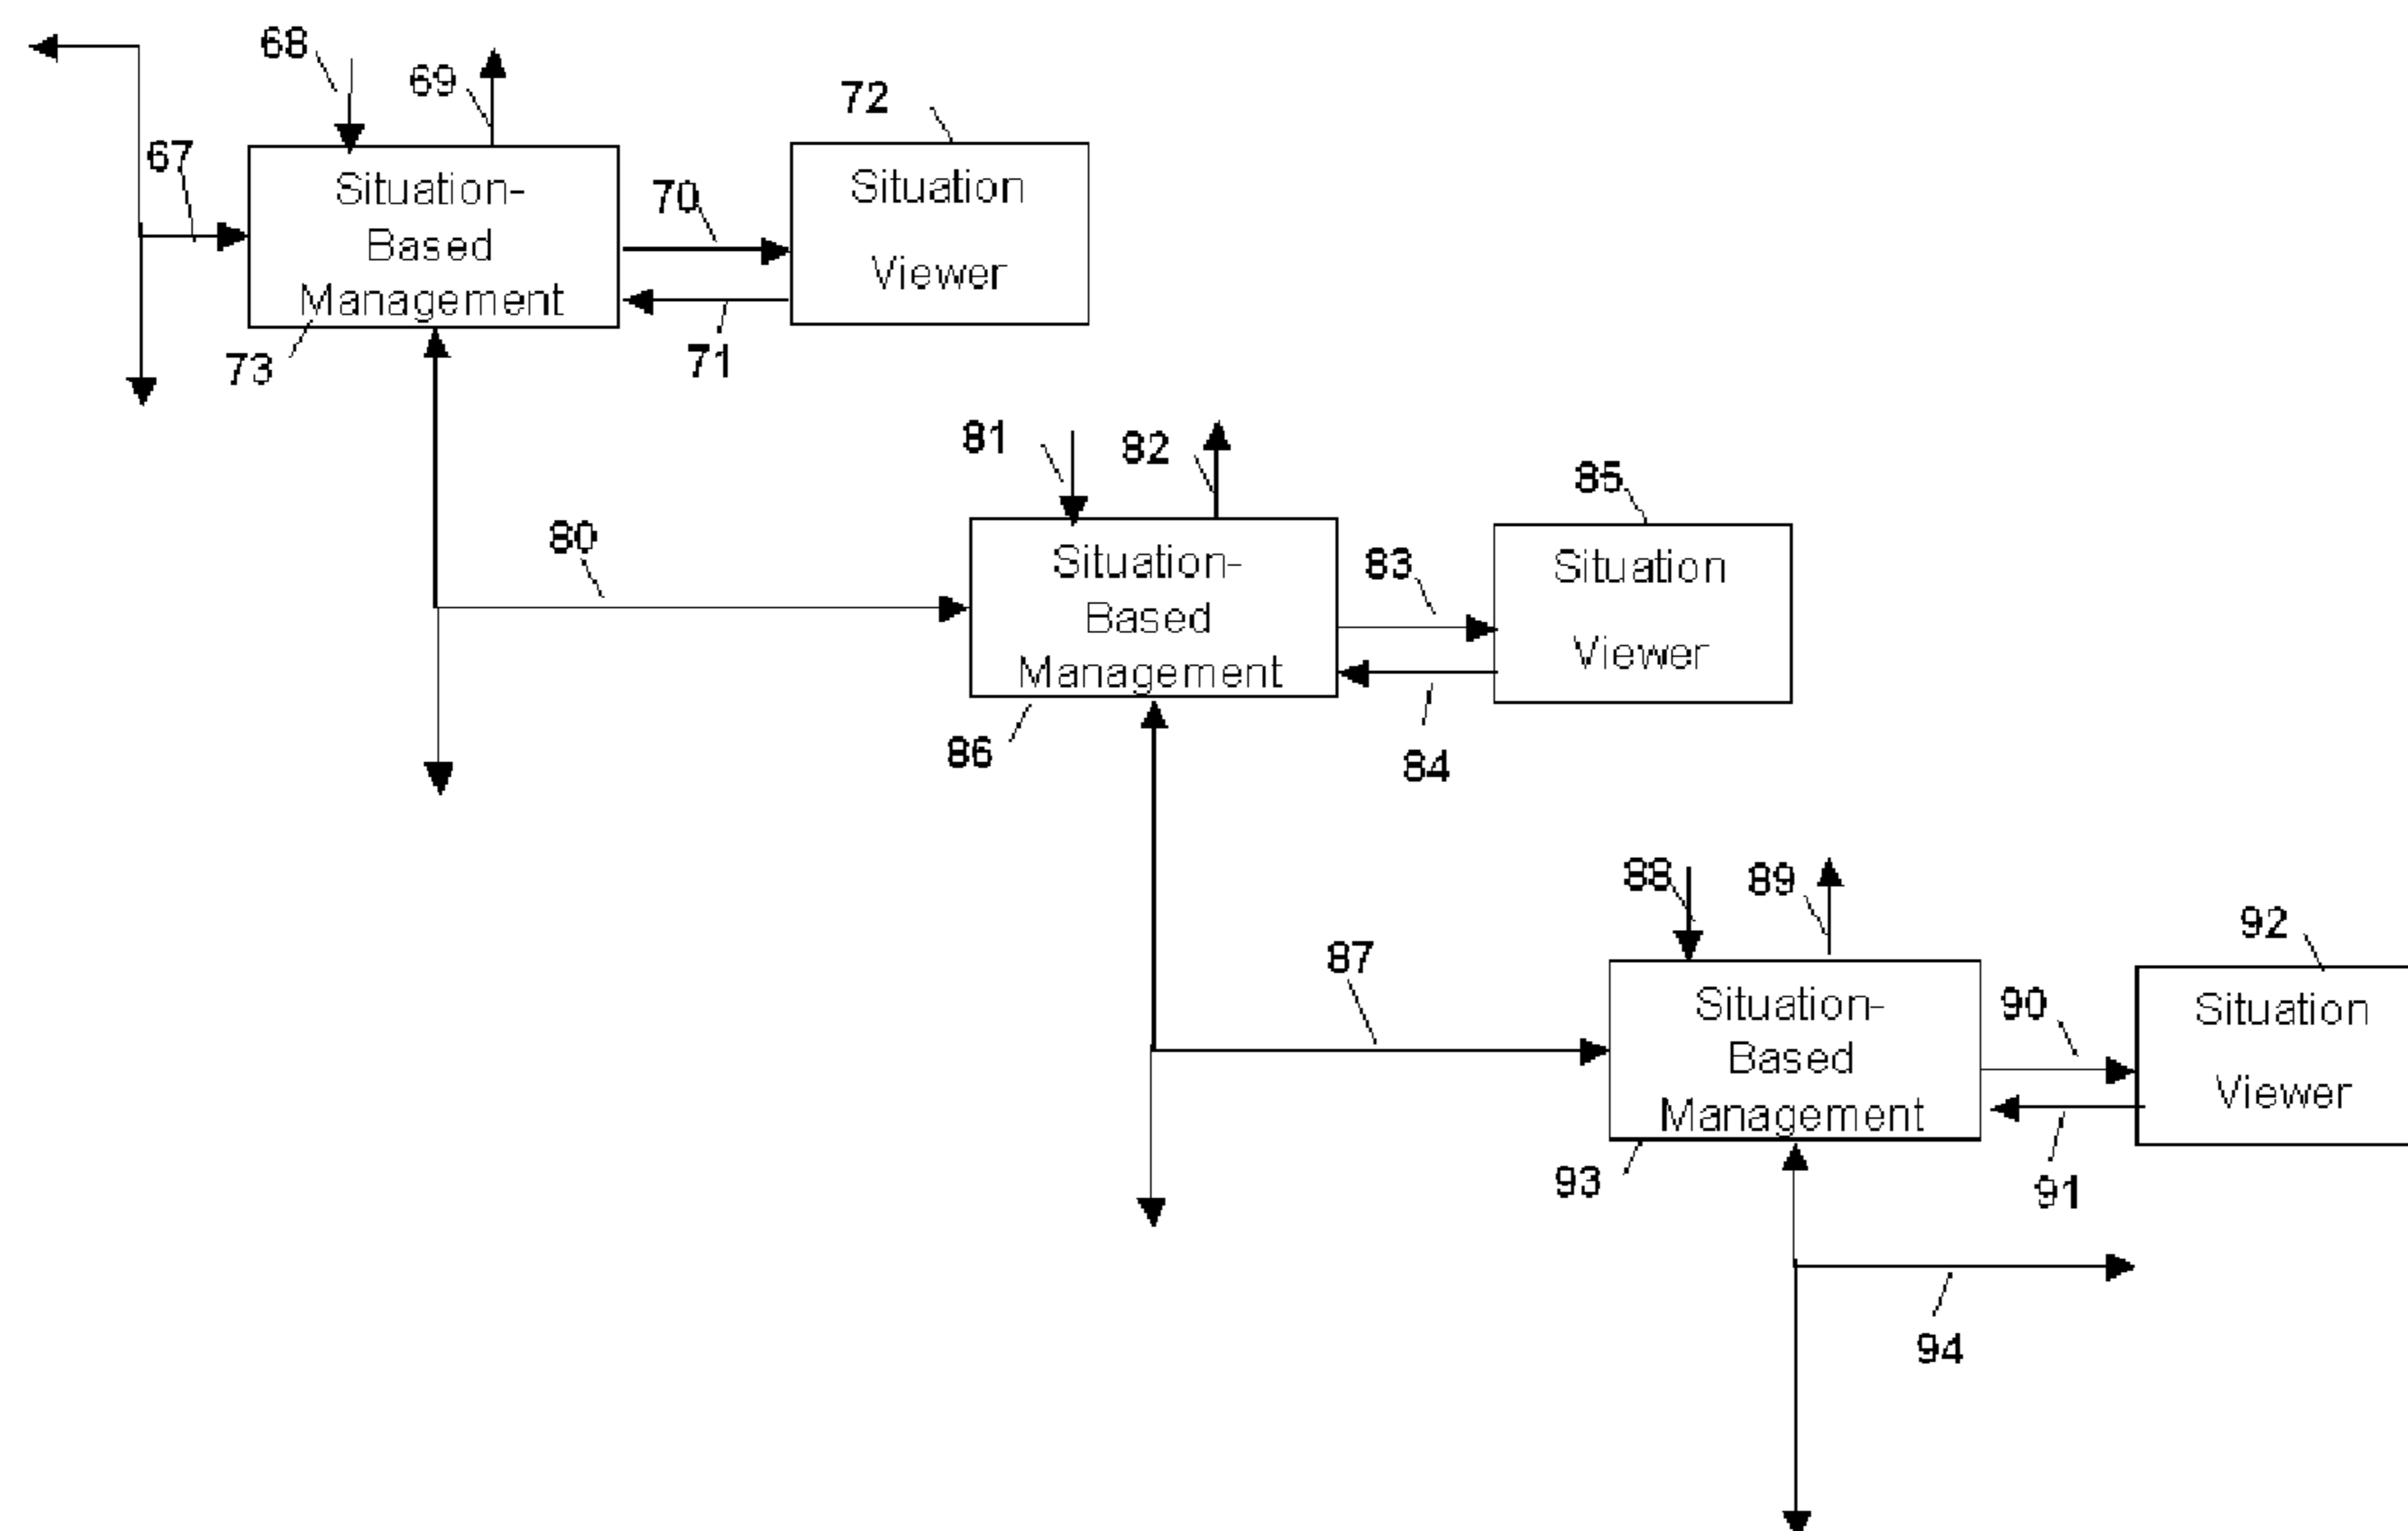 68
69
72
67
Situation-
Based
Management
70
Situation
Viewer
71
73
81
82
85
80
Situation-
Based
Management
83
Situation
Viewer
86
84
88
89
92
87
Situation-
Based
Management
90
Situation
Viewer
93
91
94